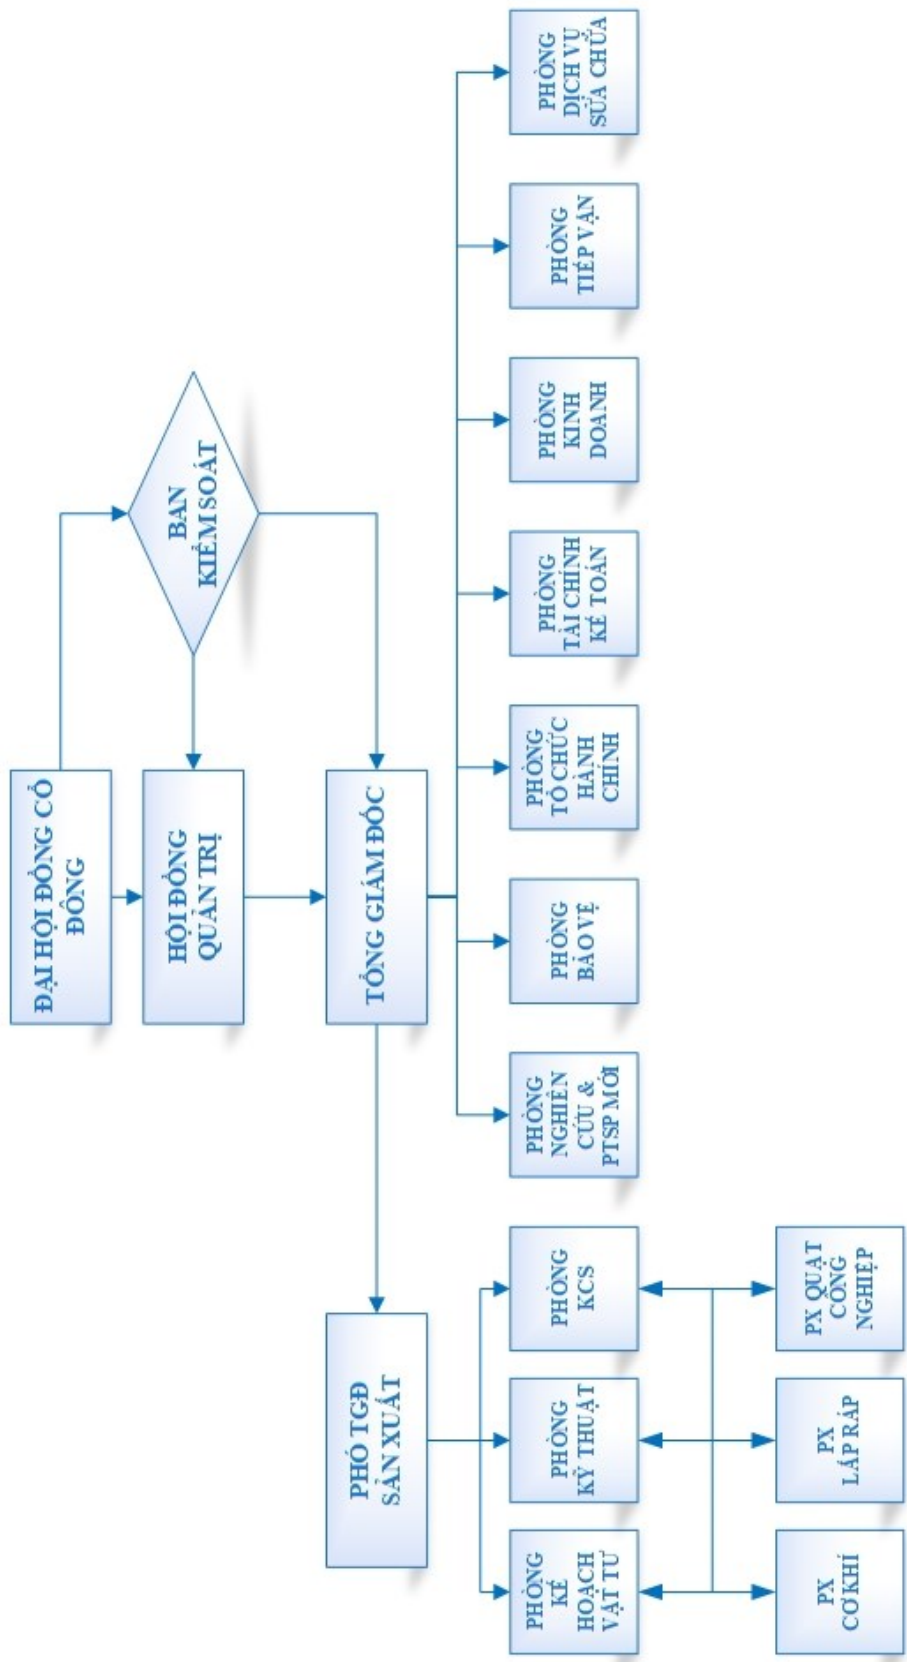 ĐẠI HỘI ĐỒNG CỔ
ĐÔNG
HỘI ĐỒNG
QUẢN TRỊ
BAN
KIỂM SOÁT
TỔNG GIÁM ĐỐC
PHÓ TGĐ
SẢN XUẤT
PHÒNG
KẾ
HOẠCH
VẬT TƯ
PHÒNG
KỸ THUẬT
PHÒNG
KCS
PHÒNG
NGHIÊN
CỨU &
PTSP MỚI
PHÒNG
BẢO VỆ
PHÒNG
TỔ CHỨC
HÀNH
CHÍNH
PHÒNG
TÀI CHÍNH
KẾ TOÁN
PHÒNG
KINH
DOANH
PHÒNG
TIẾP VẬN
PHÒNG
DỊCH VỤ
SỬA CHỮA
PX
CƠ KHÍ
PX
LẮP RÁP
PX QUẠT
CÔNG
NGHIỆP